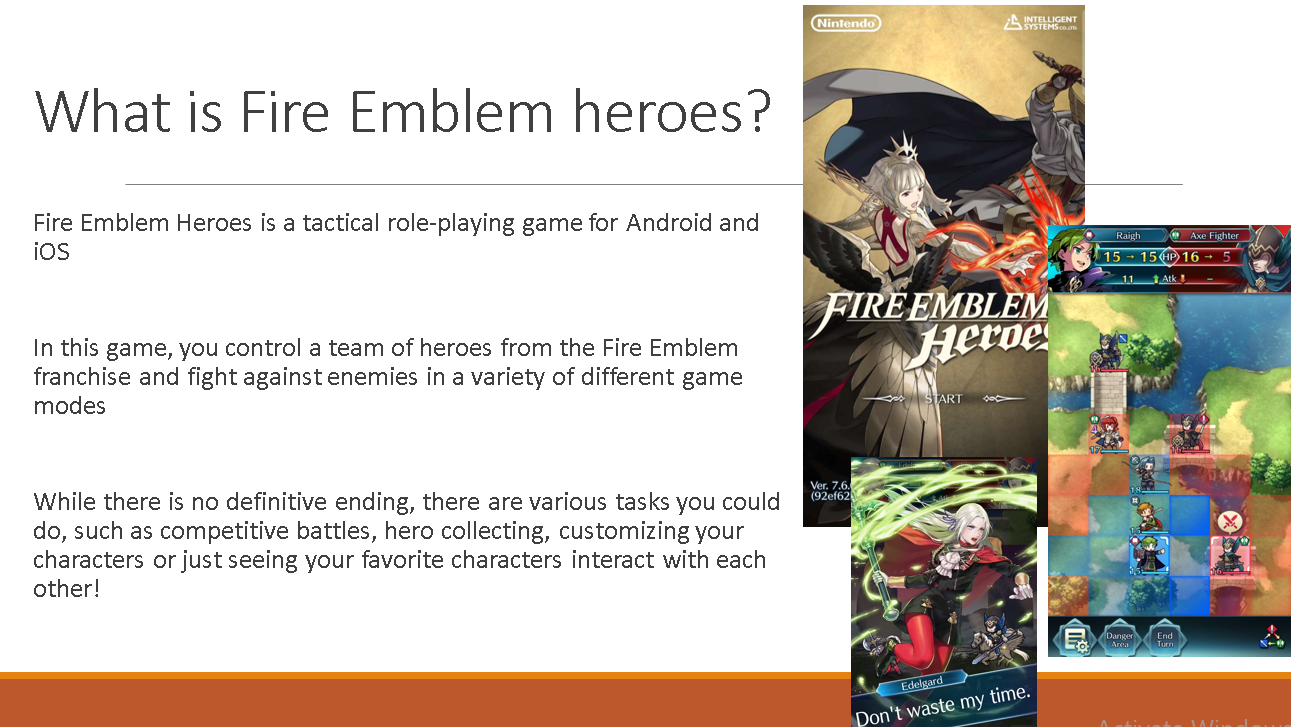 What is Fire Emblem heroes?
Fire Emblem Heroes is a tactical role-playing game for Android and
iOS
In this game, you control a team of heroes from the Fire Emblem
franchise and fight against enemies in a variety of different game
modes
While there is no definitive ending, there are various tasks you could
do, such as competitive battles, hero collecting, customizing your
characters or just seeing your favorite characters interact with each
other!
Nintendo
INTELLIGENT
SYSTEMS CO.,LTD.
FIRE EMBLEM
Heroes
START
Ver. 7.6.
(92ef62
Raigh
Axe Fighter
15 → 15 HP 16 → 5
11 Atk –
17
18
15
Danger
Area
End
Turn
Edelgard
Don't waste my time.
Activate Windows